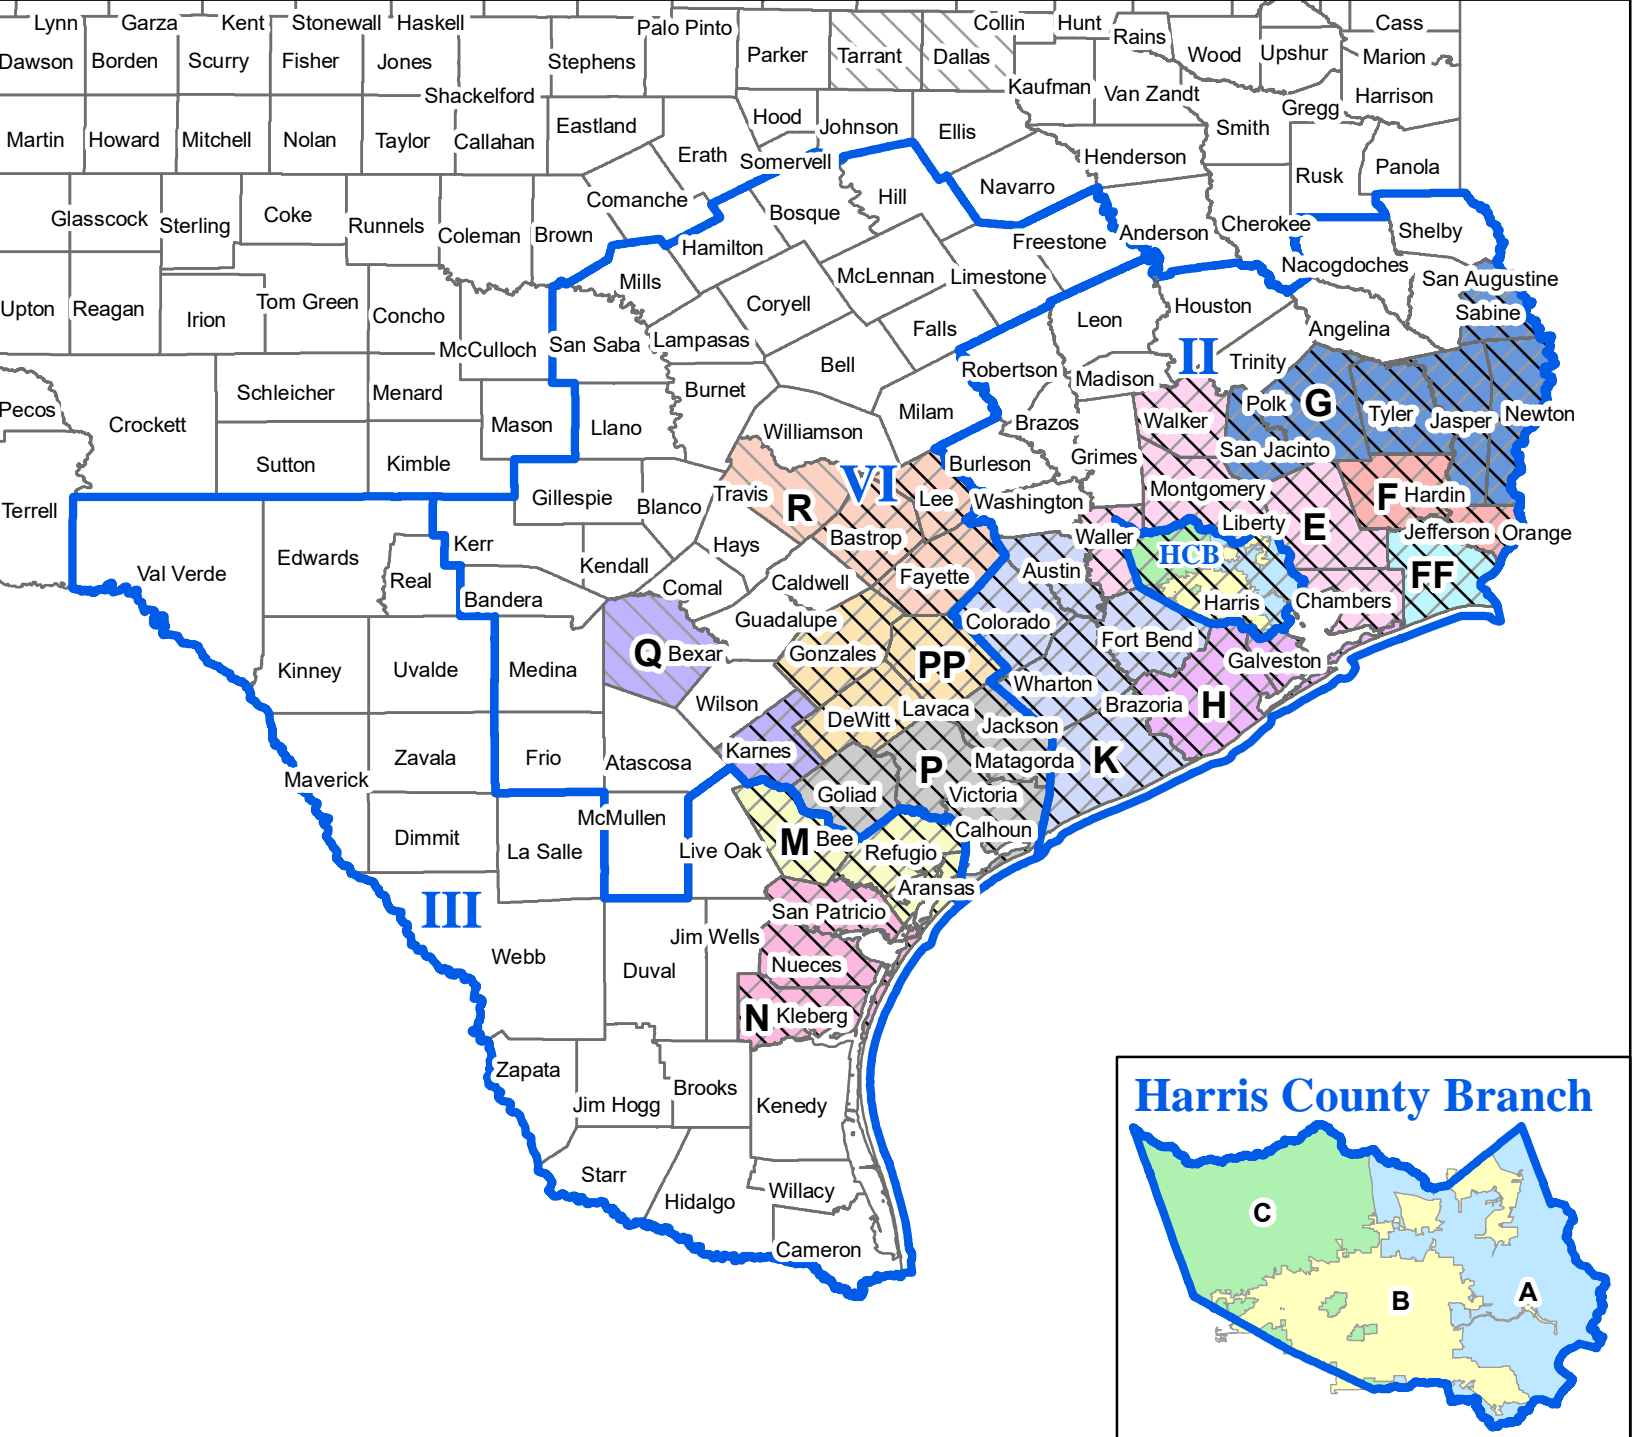 Lynn
Garza
Kent
Stonewall
Haskell
Palo Pinto
Collin
Hunt
Rains
Cass
Dawson
Borden
Scurry
Fisher
Jones
Stephens
Parker
Tarrant
Dallas
Wood
Upshur
Marion
Shackelford
Kaufman
Van Zandt
Harrison
Gregg
Martin
Howard
Mitchell
Nolan
Taylor
Callahan
Eastland
Hood
Johnson
Ellis
Smith
Erath
Somervell
Henderson
Rusk
Panola
Comanche
Hill
Navarro
Glasscock
Sterling
Coke
Runnels
Coleman
Brown
Bosque
Cherokee
Shelby
Hamilton
Freestone
Anderson
Mills
McLennan
Limestone
Nacogdoches
San Augustine
Upton
Reagan
Irion
Tom Green
Concho
Coryell
Houston
Sabine
McCulloch
San Saba
Lampasas
Falls
Leon
Angelina
II
Trinity
Bell
Robertson
Madison
Schleicher
Menard
Burnet
Pecos
Crockett
Mason
Llano
Williamson
Milam
Brazos
Walker
Polk
G
Tyler
Jasper
Newton
Sutton
Kimble
Grimes
San Jacinto
Burleson
VI
Terrell
Gillespie
Blanco
Travis
R
Lee
Washington
Montgomery
F
Hardin
Liberty
E
Jefferson
Orange
Val Verde
Edwards
Kerr
Hays
Bastrop
Waller
HCB
Real
Kendall
Fayette
Austin
FF
Bandera
Comal
Caldwell
Harris
Chambers
Guadalupe
Colorado
Fort Bend
Kinney
Uvalde
Medina
Q
Bexar
Gonzales
PP
Galveston
Wharton
Wilson
DeWitt
Lavaca
Brazoria
H
Jackson
Zavala
Frio
Atascosa
Karnes
P
Matagorda
K
Maverick
Goliad
Victoria
McMullen
Dimmit
La Salle
Live Oak
M
Bee
Calhoun
Refugio
III
Aransas
San Patricio
Jim Wells
Webb
Duval
Nueces
N
Kleberg
Zapata
Jim Hogg
Brooks
Kenedy
Starr
Hidalgo
Willacy
Cameron
Harris County Branch
C
B
A